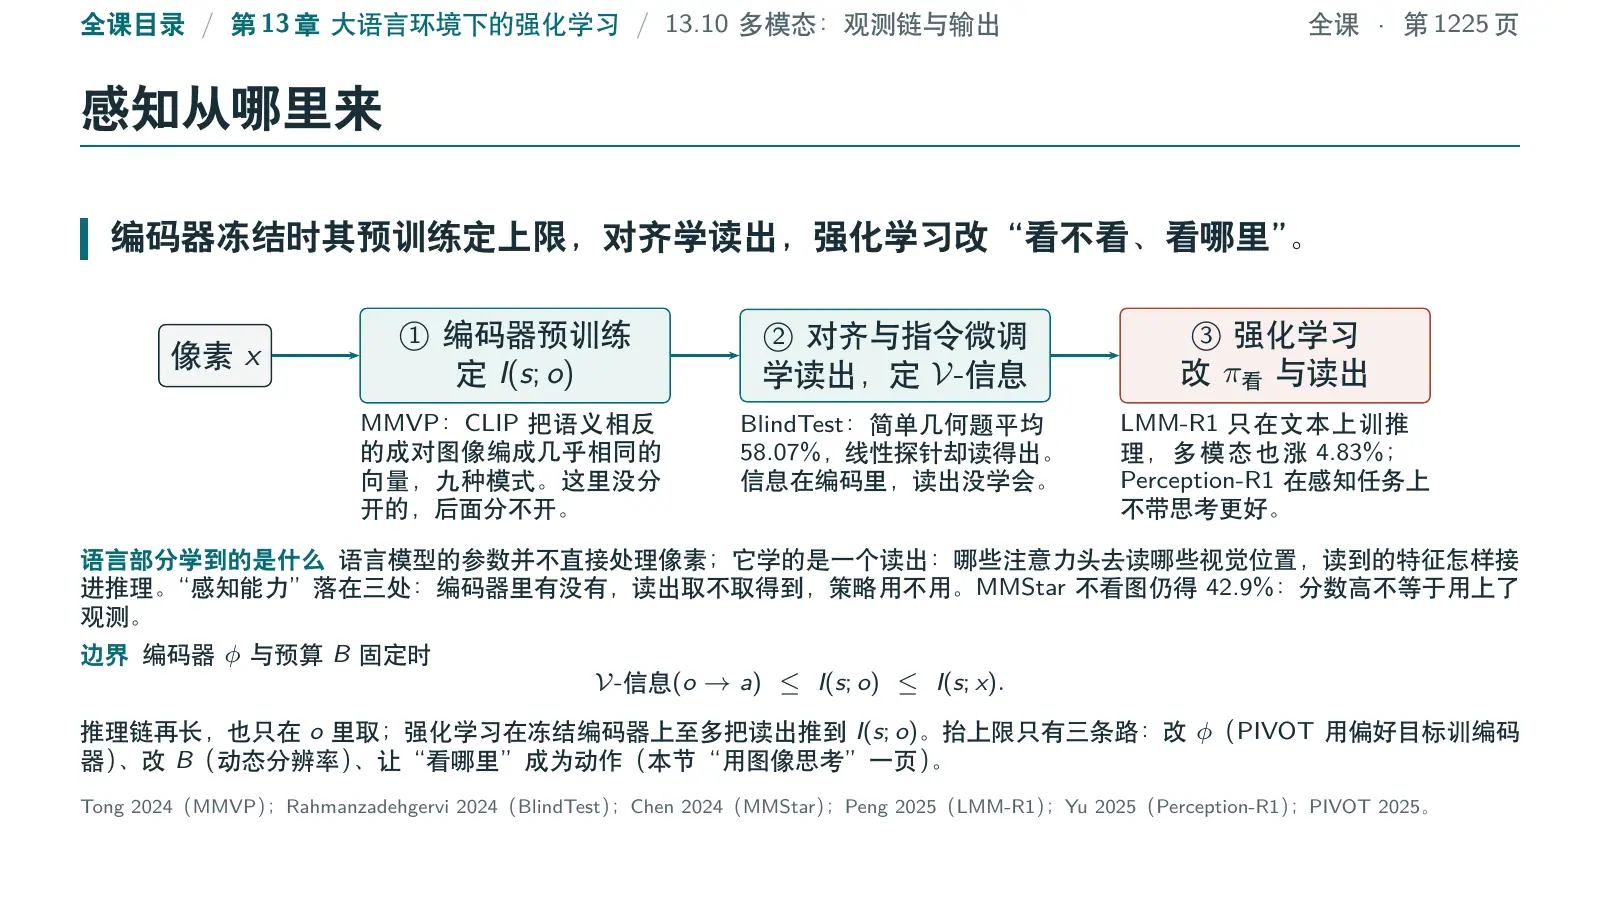 全课目录 / 第13章 大语言环境下的强化学习 / 13.10 多模态：观测链与输出
全课 · 第1225页
感知从哪里来
编码器冻结时其预训练定上限，对齐学读出，强化学习改“看不看、看哪里”。
像素 x
① 编码器预训练
定 I(s; o)
② 对齐与指令微调
学读出，定 𝒱-信息
③ 强化学习
改 π看 与读出
MMVP：CLIP 把语义相反
的成对图像编成几乎相同的
向量，九种模式。这里没分
开的，后面分不开。
BlindTest：简单几何题平均
58.07%，线性探针却读得出。
信息在编码里，读出没学会。
LMM-R1 只在文本上训推
理，多模态也涨 4.83%；
Perception-R1 在感知任务上
不带思考更好。
语言部分学到的是什么 语言模型的参数并不直接处理像素；它学的是一个读出：哪些注意力头去读哪些视觉位置，读到的特征怎样接
进推理。“感知能力”落在三处：编码器里有没有，读出取不取得到，策略用不用。MMStar 不看图仍得 42.9%：分数高不等于用上了
观测。
边界 编码器 ϕ 与预算 B 固定时
𝒱-信息(o → a) ≤ I(s; o) ≤ I(s; x).
推理链再长，也只在 o 里取；强化学习在冻结编码器上至多把读出推到 I(s; o)。抬上限只有三条路：改 ϕ（PIVOT 用偏好目标训编码
器）、改 B（动态分辨率）、让“看哪里”成为动作（本节“用图像思考”一页）。
Tong 2024（MMVP）；Rahmanzadehgervi 2024（BlindTest）；Chen 2024（MMStar）；Peng 2025（LMM-R1）；Yu 2025（Perception-R1）；PIVOT 2025。